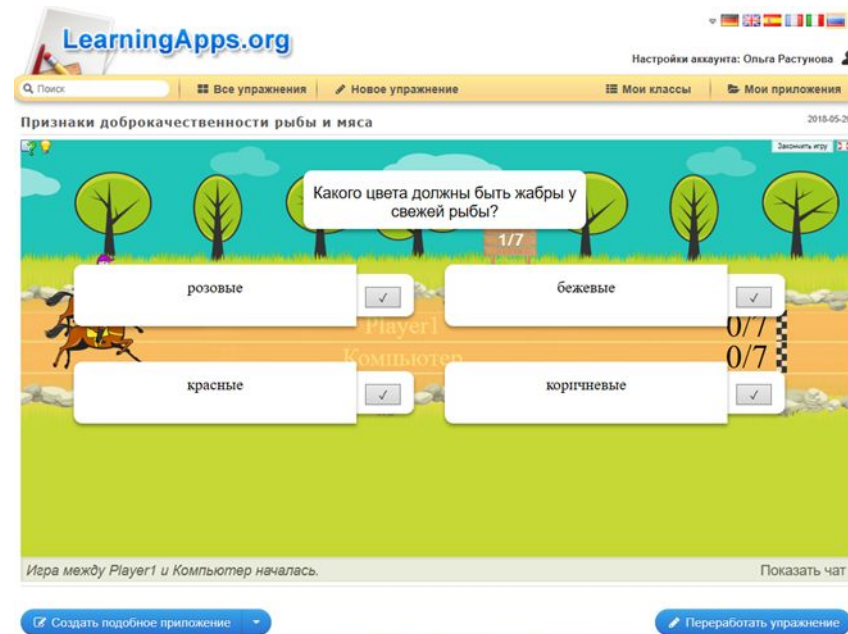 LearningApps.org
Настройки аккаунта: Ольга Растунова
Поиск
Все упражнения
Новое упражнение
Мои классы
Мои приложения
Признаки доброкачественности рыбы и мяса
Закончить игру
Какого цвета должны быть жабры у
свежей рыбы?
1/7
розовые
бежевые
Player1
0/7
Компьютер
0/7
красные
коричневые
Игра между Player1 и Компьютер началась.
Показать чат
Создать подобное приложение
Переработать упражнение